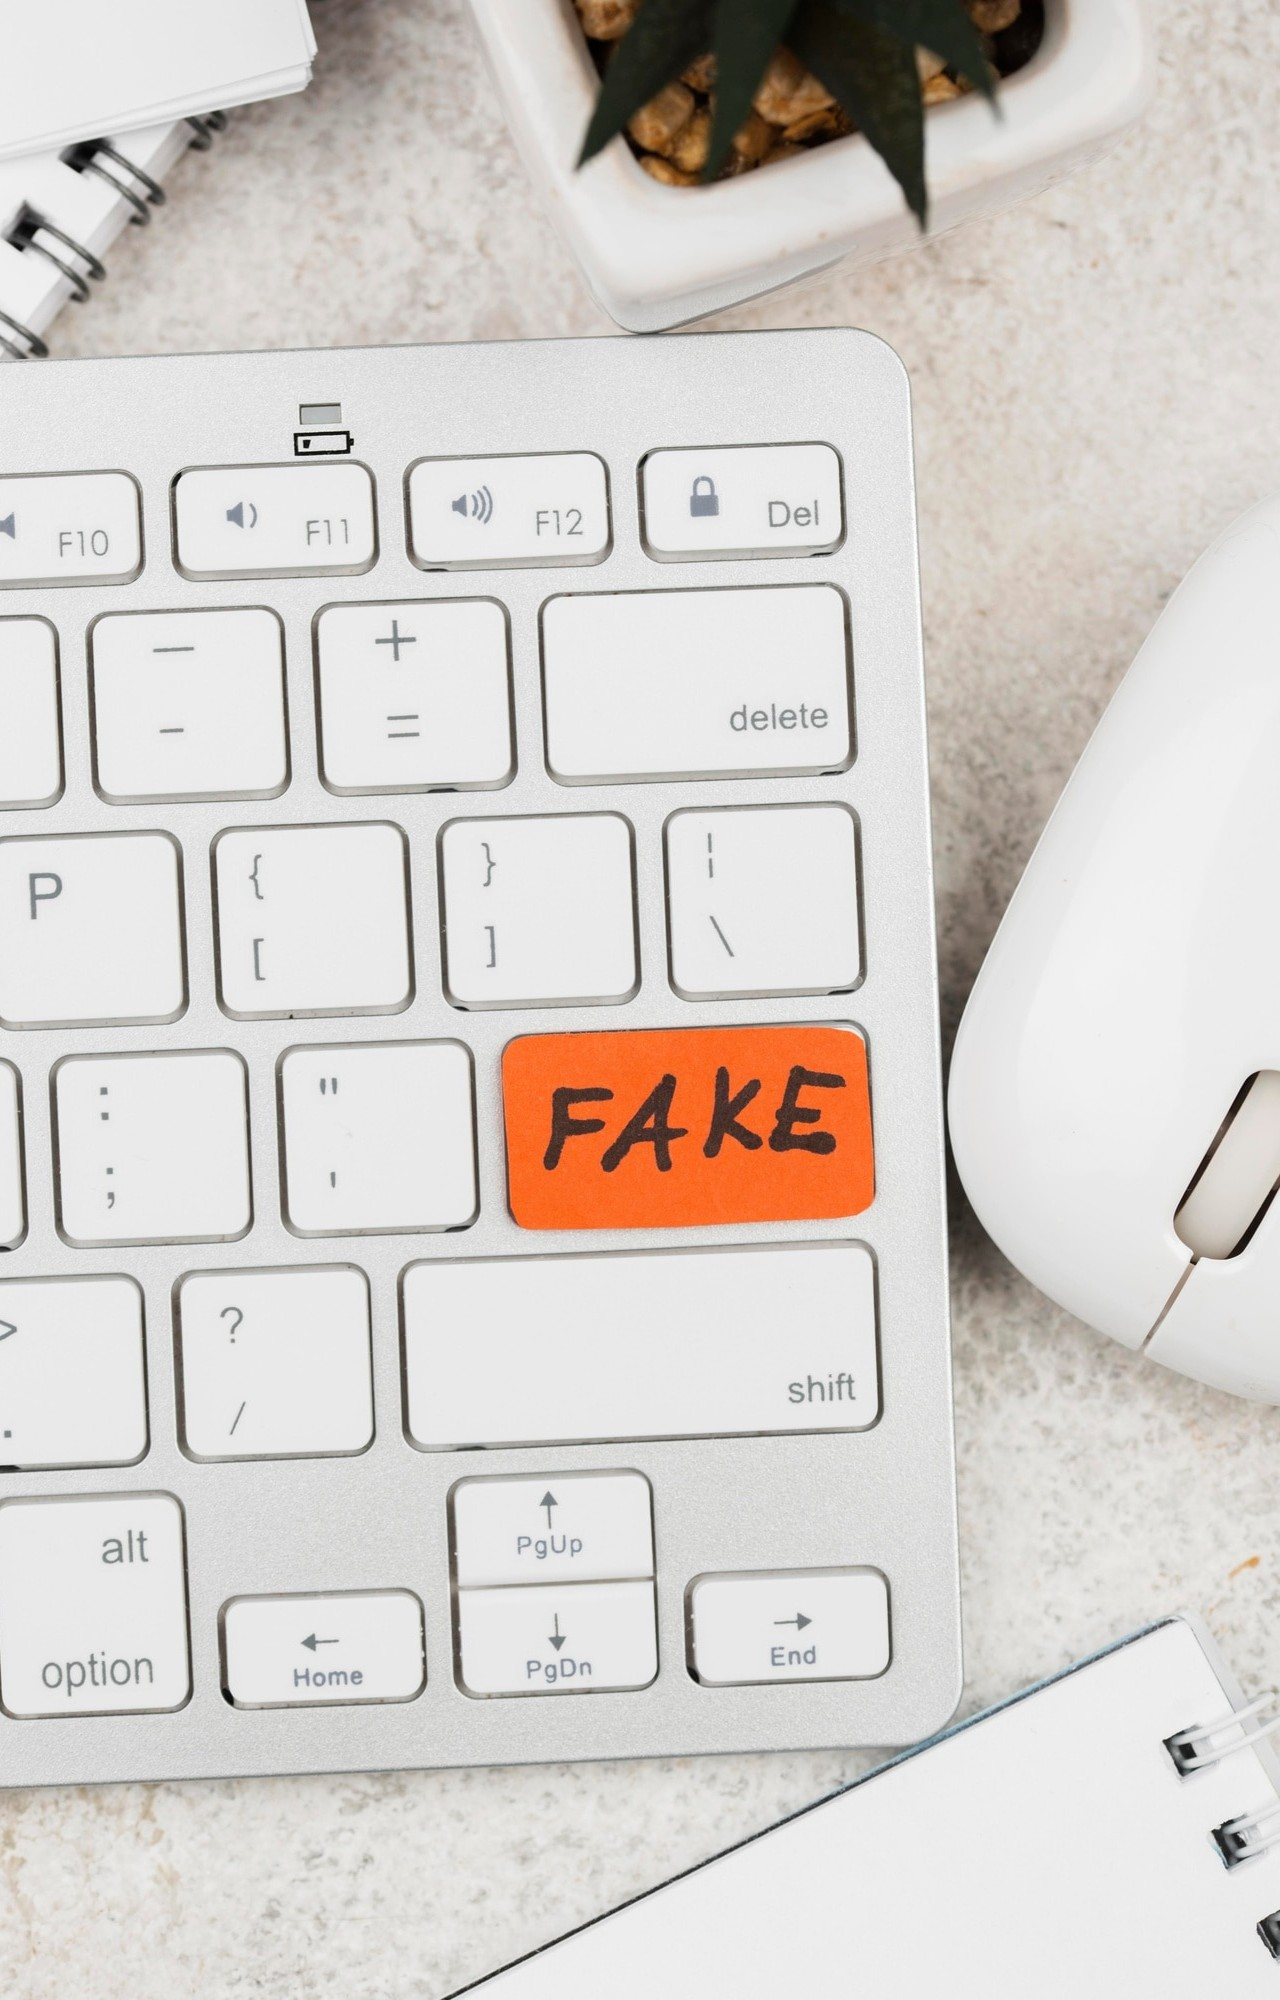 F10 F11 F12 Del
— +
- = delete
P { } ¦
[ ] \
: " FAKE
; '
> ?
. / shift
alt ↑ PgUp
option ← Home ↓ PgDn → End